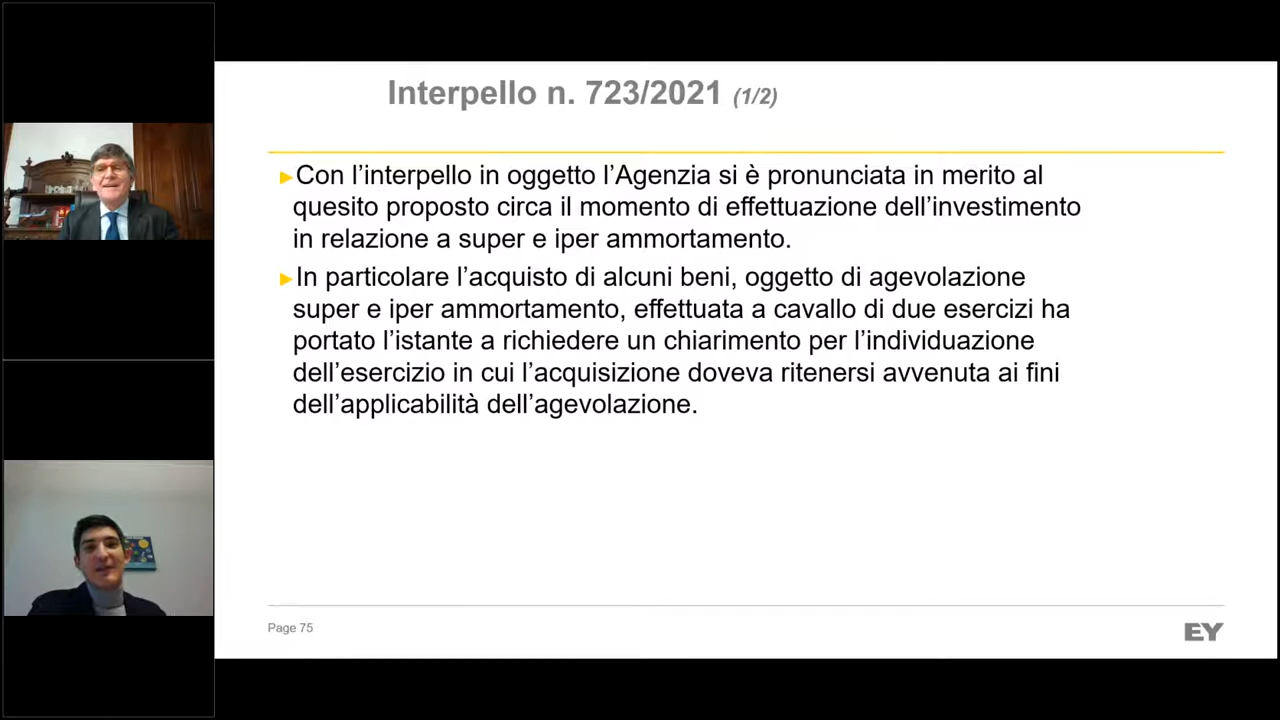 Interpello n. 723/2021 (1/2)
►Con l’interpello in oggetto l’Agenzia si è pronunciata in merito al
quesito proposto circa il momento di effettuazione dell’investimento
in relazione a super e iper ammortamento.
►In particolare l’acquisto di alcuni beni, oggetto di agevolazione
super e iper ammortamento, effettuata a cavallo di due esercizi ha
portato l’istante a richiedere un chiarimento per l’individuazione
dell’esercizio in cui l’acquisizione doveva ritenersi avvenuta ai fini
dell’applicabilità dell’agevolazione.
Page 75
EY